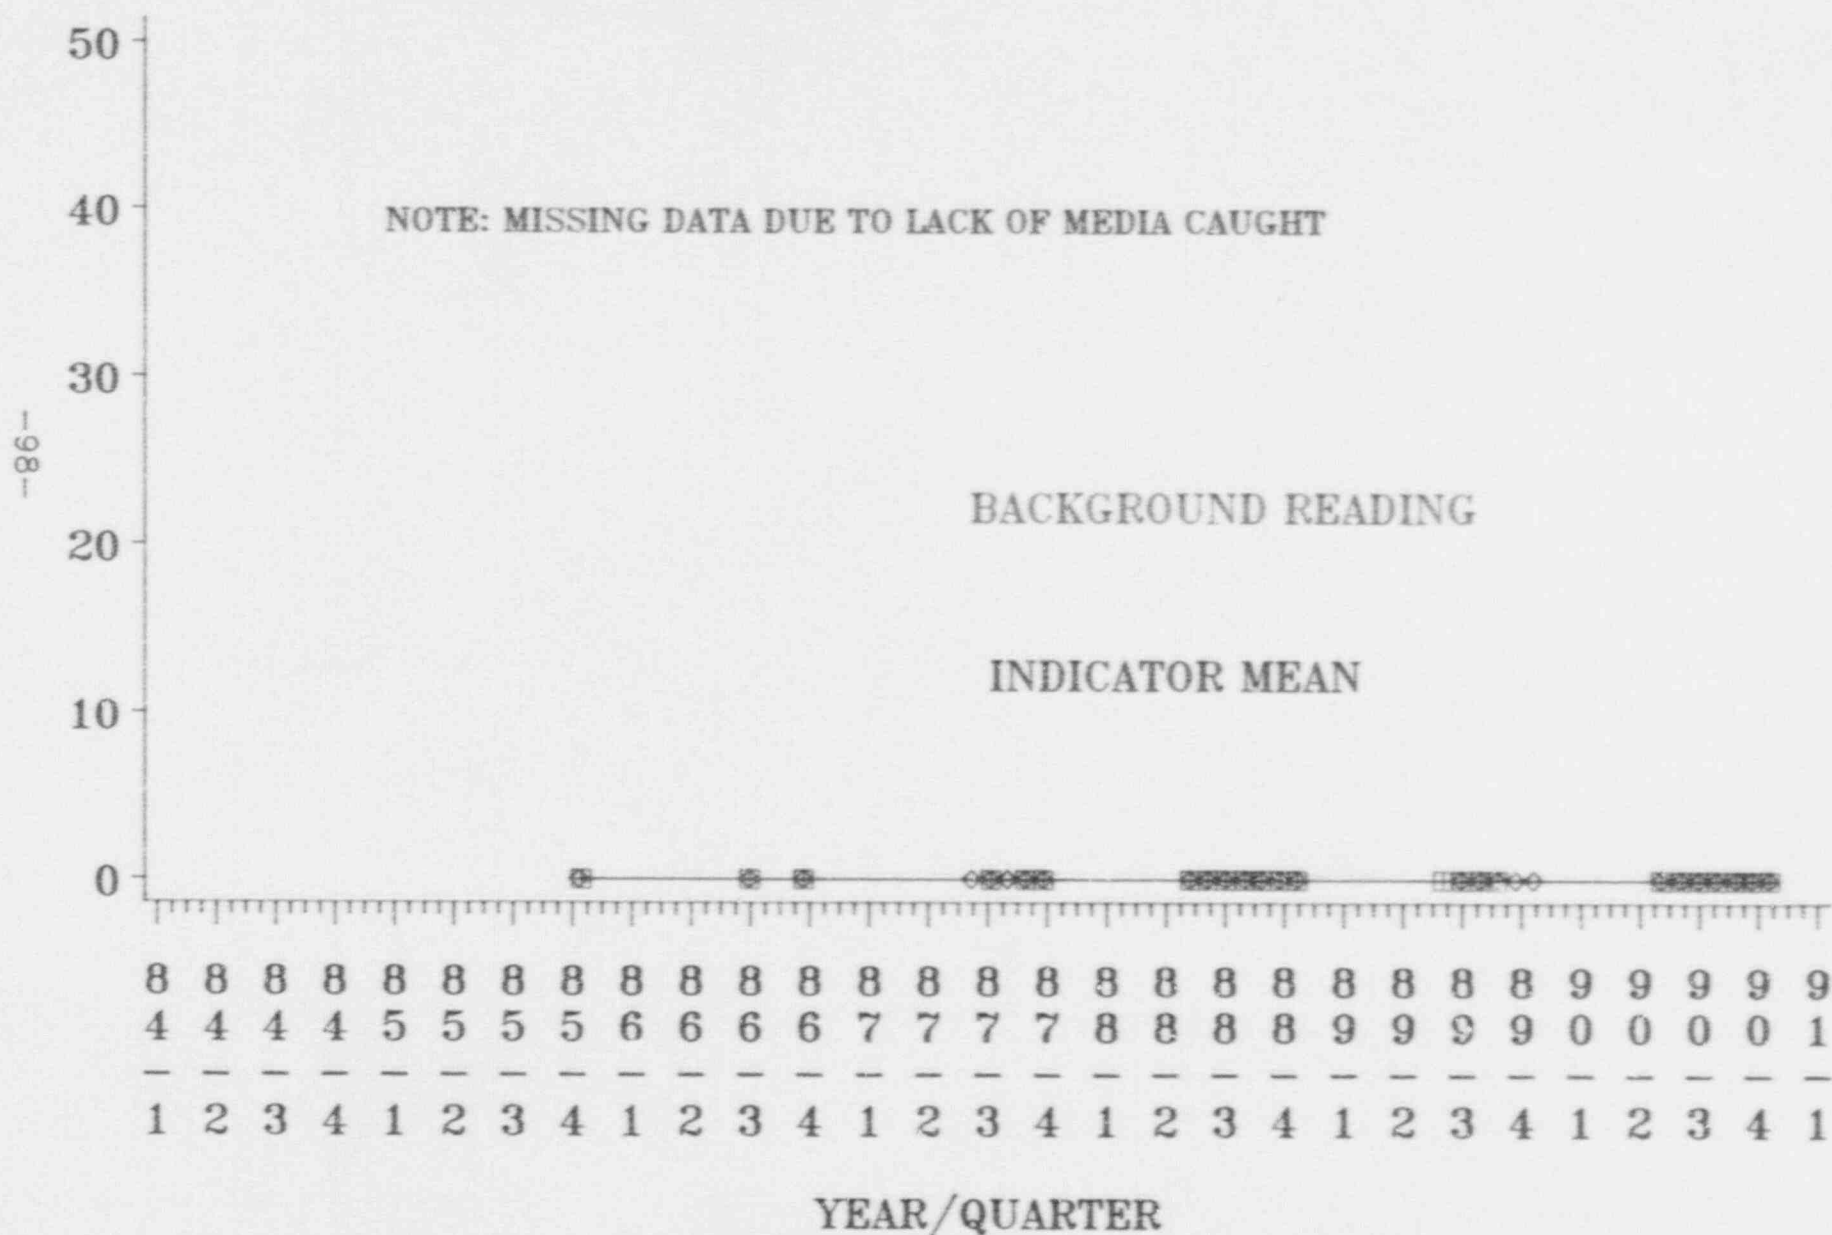 50
40
NOTE: MISSING DATA DUE TO LACK OF MEDIA CAUGHT
30
-98-
BACKGROUND READING
20
INDICATOR MEAN
10
0
8 8 8 8 8 8 8 8 8 8 8 8 8 8 8 8 8 8 8 8 8 8 8 8 9 9 9 9 9
4 4 4 4 5 5 5 5 6 6 6 6 7 7 7 7 8 8 8 8 9 9 9 9 0 0 0 0 1
- - - - - - - - - - - - - - - - - - - - - - - - - - - - -
1 2 3 4 1 2 3 4 1 2 3 4 1 2 3 4 1 2 3 4 1 2 3 4 1 2 3 4 1
YEAR/QUARTER